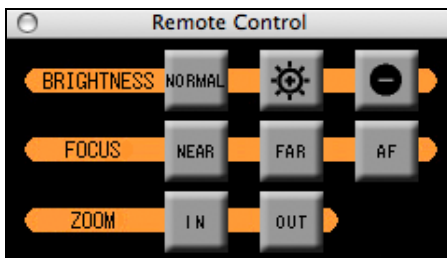 Remote Control
BRIGHTNESS NORMAL
FOCUS NEAR FAR AF
ZOOM IN OUT